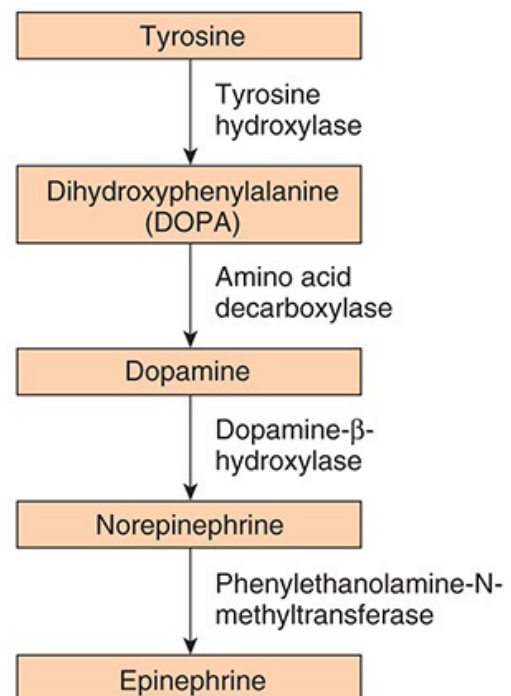 Tyrosine
Tyrosine
hydroxylase
Dihydroxyphenylalanine
(DOPA)
Amino acid
decarboxylase
Dopamine
Dopamine-β-
hydroxylase
Norepinephrine
Phenylethanolamine-N-
methyltransferase
Epinephrine